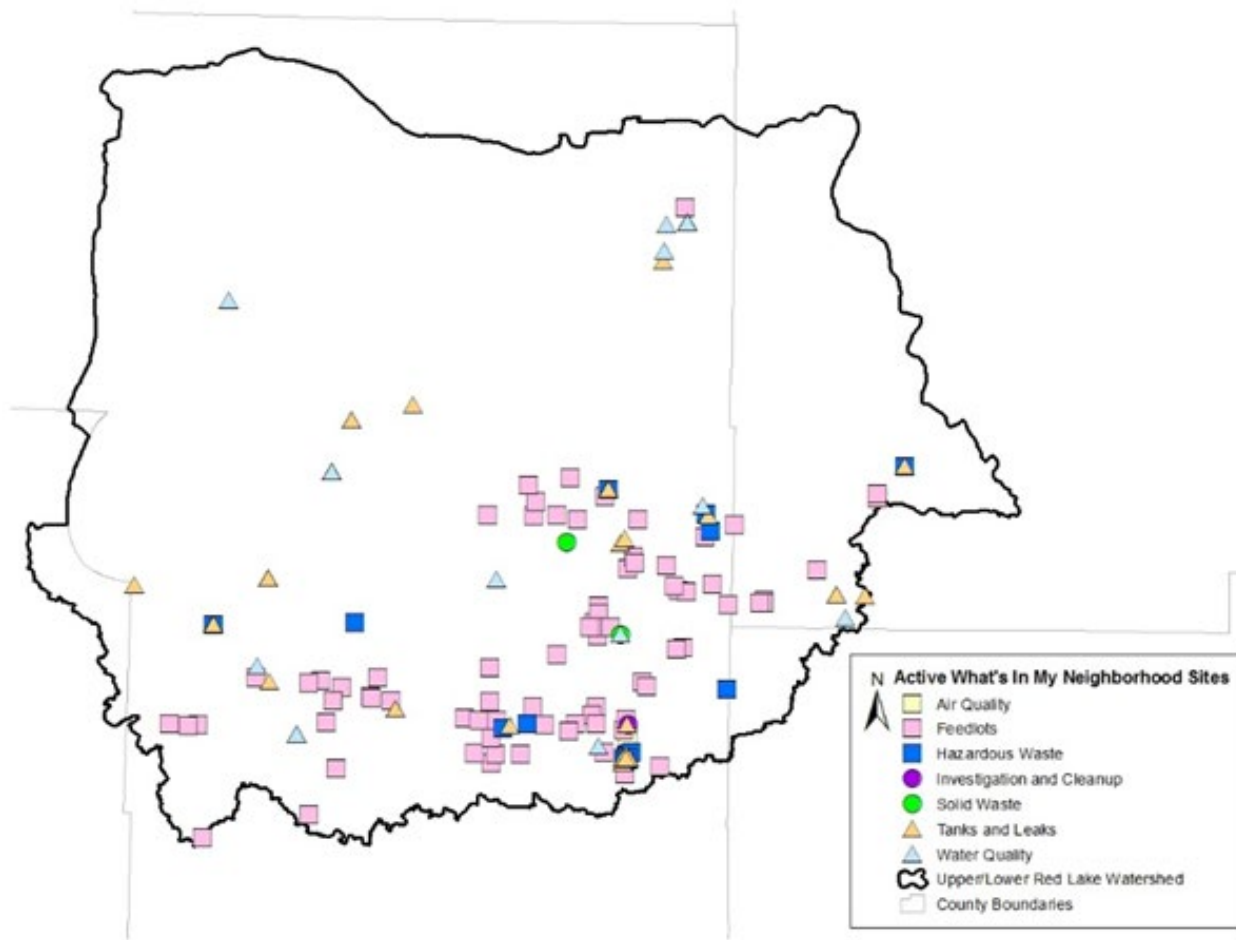 N Active What's In My Neighborhood Sites
Air Quality
Feedlots
Hazardous Waste
Investigation and Cleanup
Solid Waste
Tanks and Leaks
Water Quality
Upper/Lower Red Lake Watershed
County Boundaries